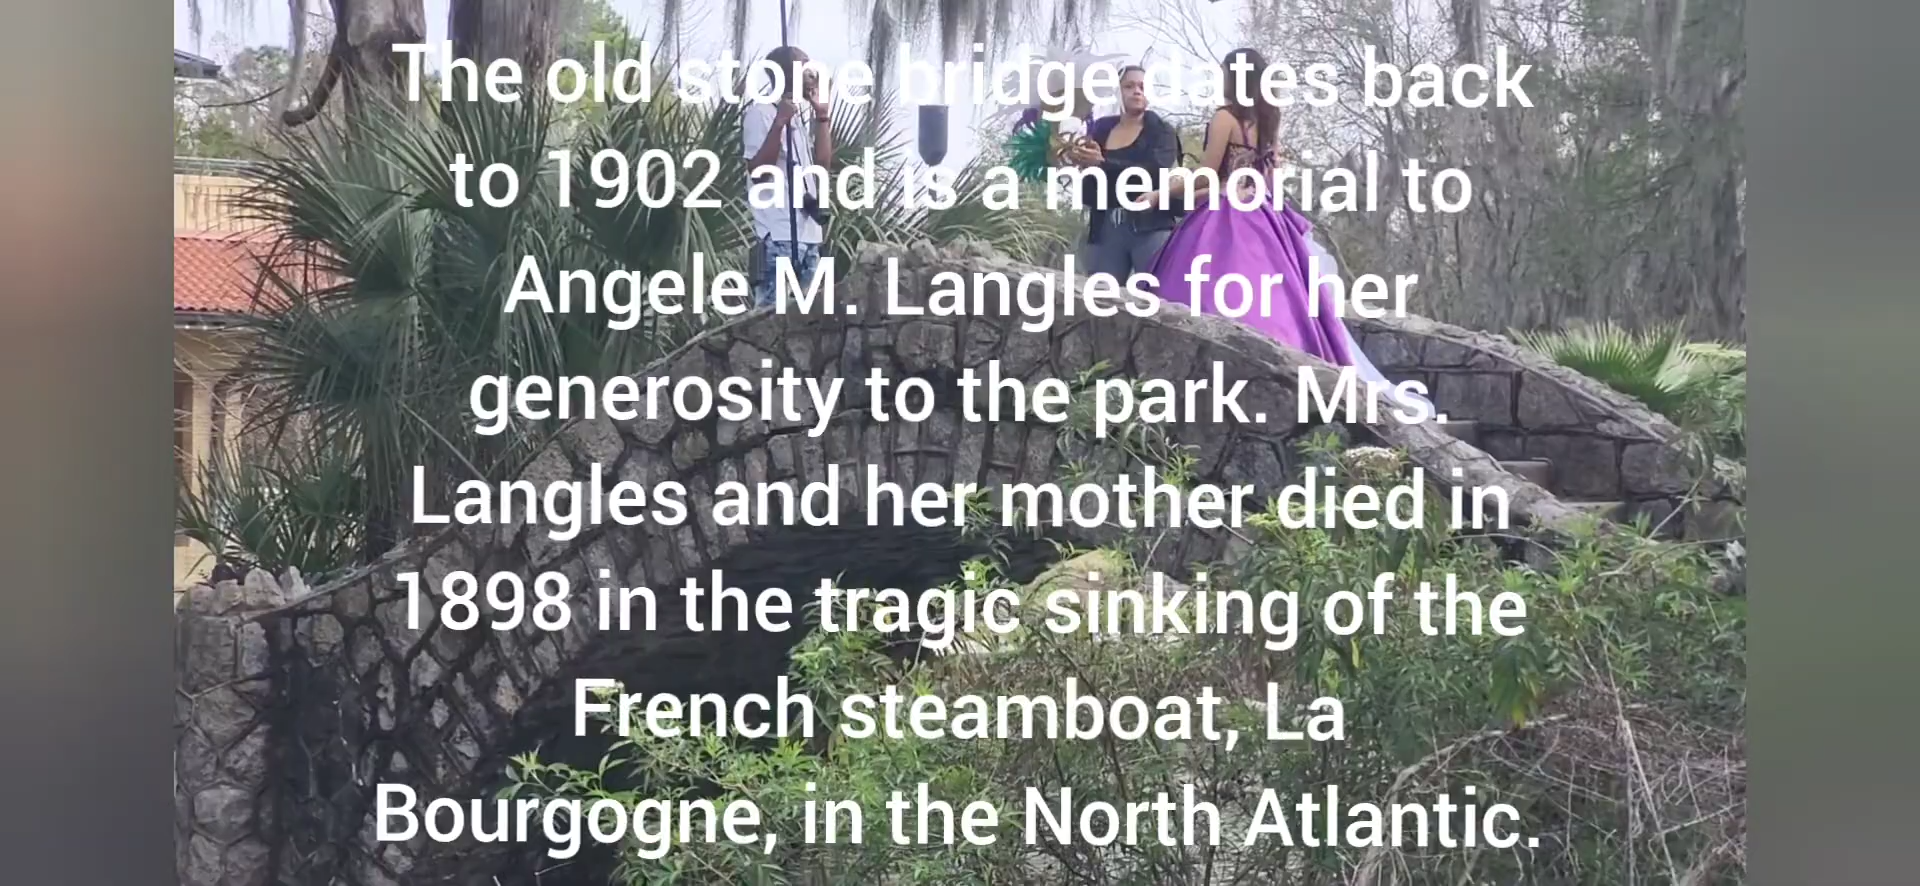 The old stone bridge dates back
to 1902 and is a memorial to
Angele M. Langles for her
generosity to the park. Mrs.
Langles and her mother died in
1898 in the tragic sinking of the
French steamboat, La
Bourgogne, in the North Atlantic.